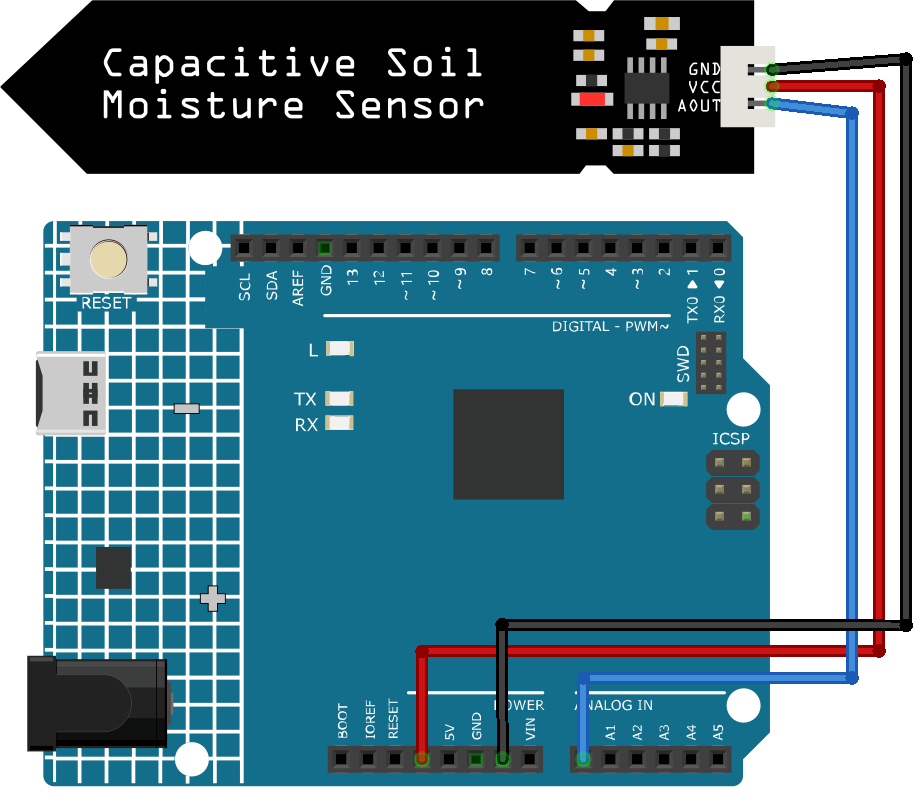 Capacitive Soil
Moisture Sensor
GND
VCC
AOUT
RESET
SCL
SDA
AREF
GND
13
12
~11
~10
~9
8
7
~6
~5
4
~3
2
TX0 ▶ 1
RX0 ◀ 0
DIGITAL - PWM~
L
TX
RX
ON
SWD
ICSP
POWER
ANALOG IN
BOOT
IOREF
RESET
5V
GND
VIN
A1
A2
A3
A4
A5